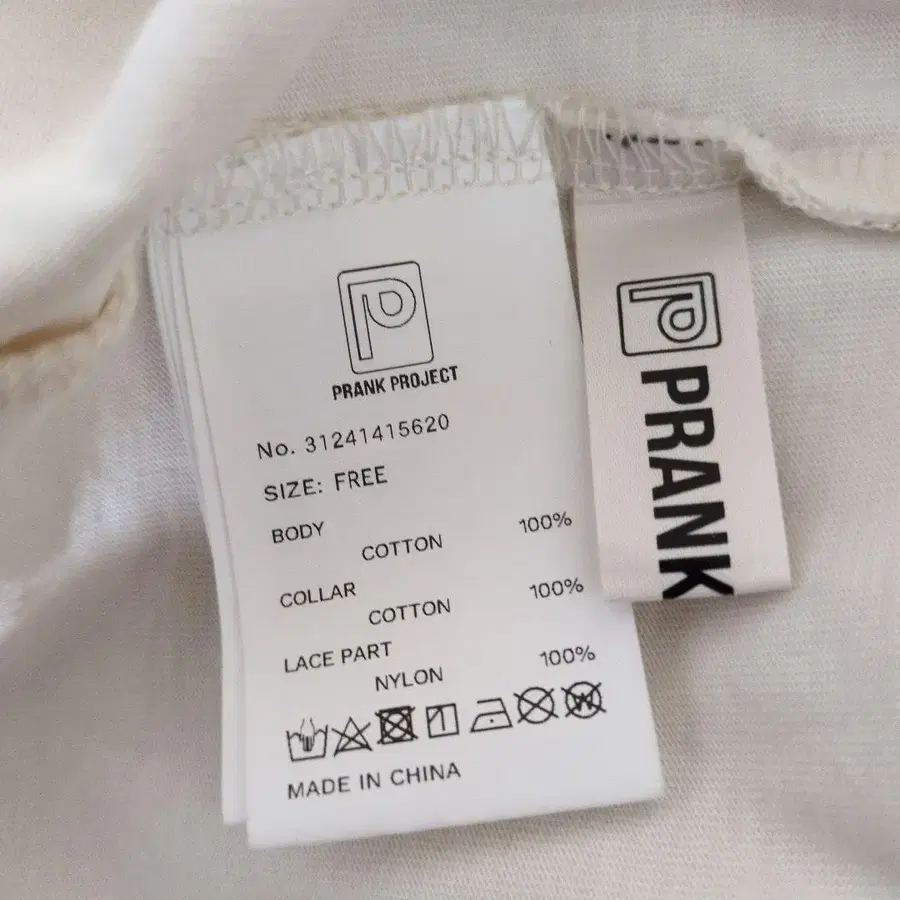 PRANK PROJECT
No. 31241415620
SIZE: FREE
BODY 100%
COTTON
COLLAR 100%
COTTON
LACE PART 100%
NYLON
MADE IN CHINA
PRANK